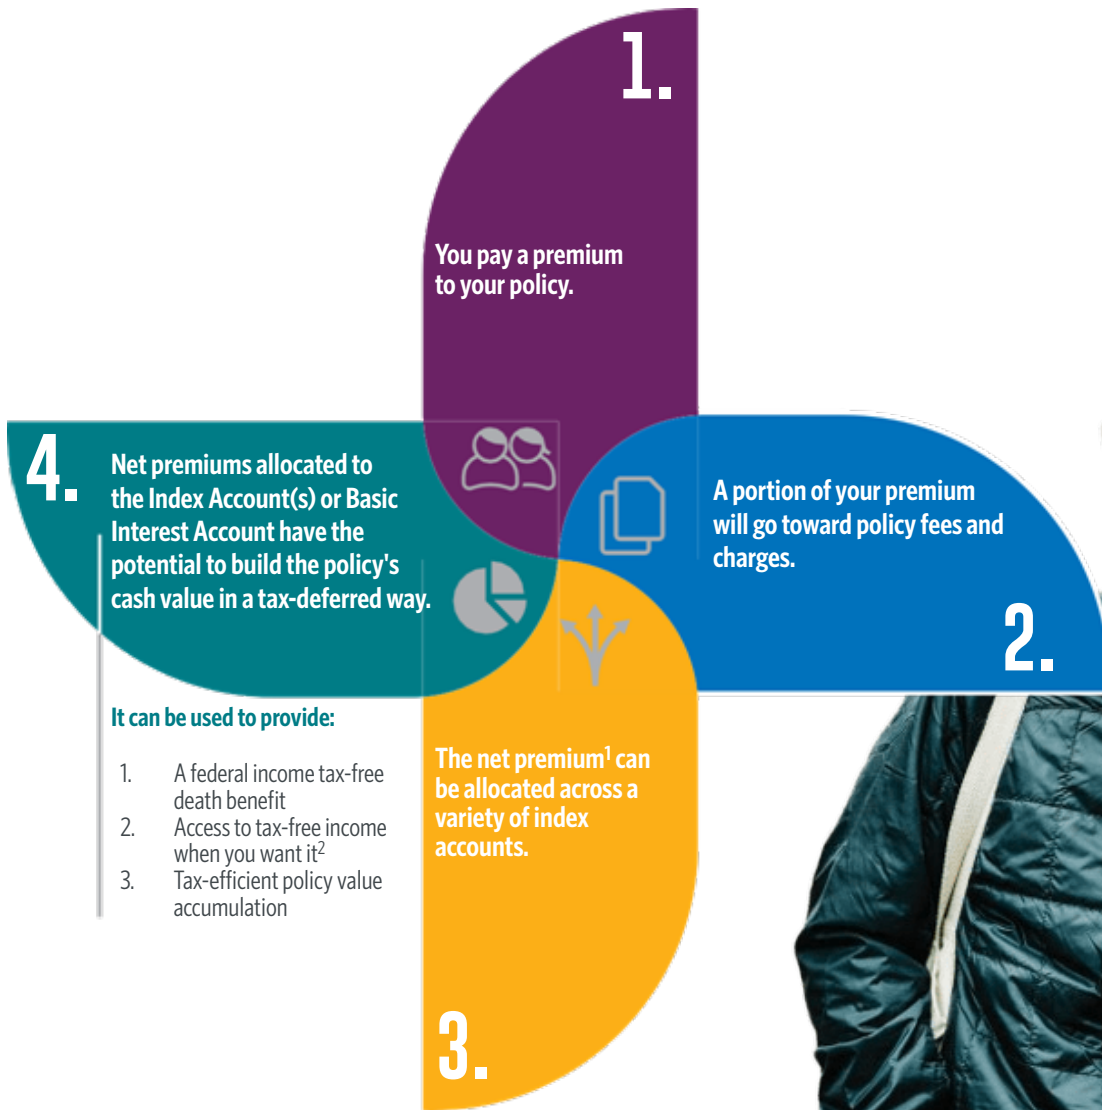 1.
You pay a premium
to your policy.
A portion of your premium
will go toward policy fees and
charges.
2.
The net premium¹ can
be allocated across a
variety of index
accounts.
3.
4.
Net premiums allocated to
the Index Account(s) or Basic
Interest Account have the
potential to build the policy's
cash value in a tax-deferred way.
It can be used to provide:
1. A federal income tax-free
death benefit
2. Access to tax-free income
when you want it²
3. Tax-efficient policy value
accumulation